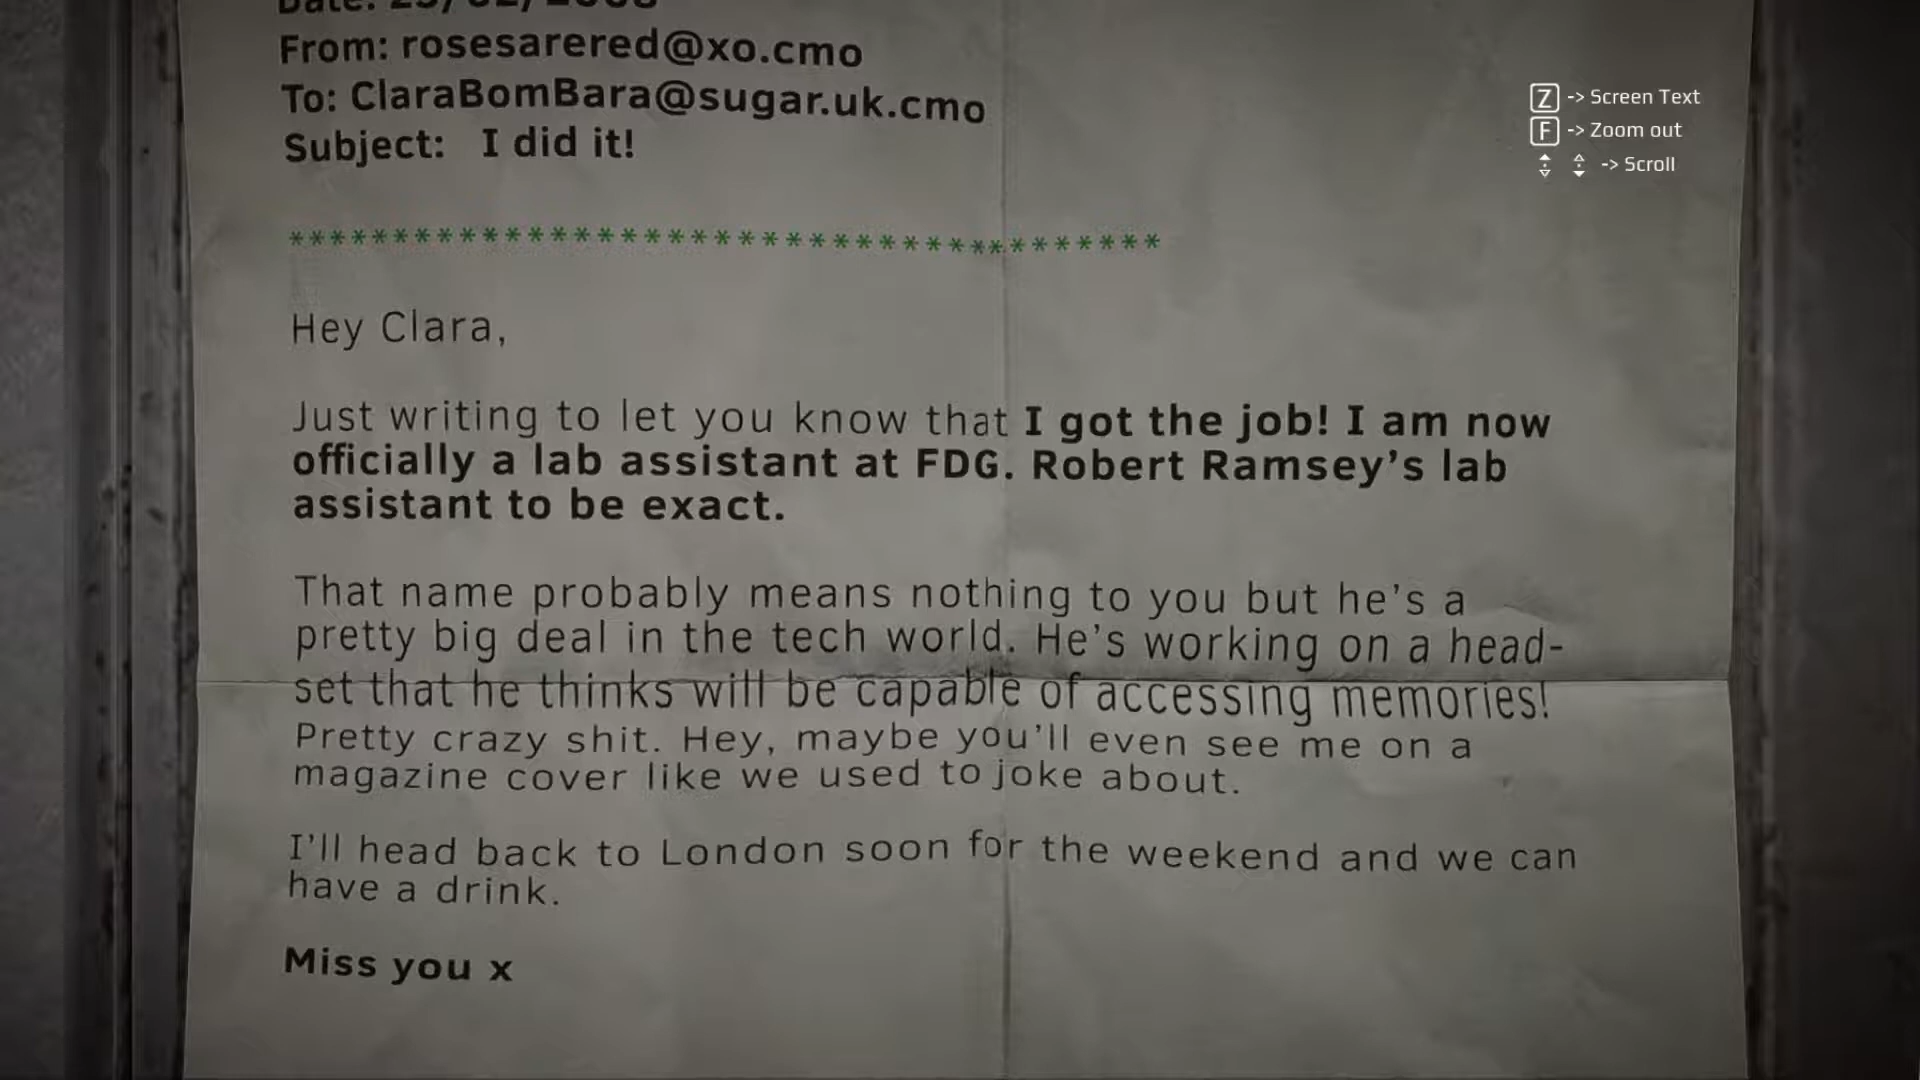 From: rosesarered@xo.cmo
To: ClaraBomBara@sugar.uk.cmo
Subject: I did it!
Z -> Screen Text
F -> Zoom out
-> Scroll
**************************************
Hey Clara,
Just writing to let you know that I got the job! I am now
officially a lab assistant at FDG. Robert Ramsey's lab
assistant to be exact.
That name probably means nothing to you but he's a
pretty big deal in the tech world. He's working on a head-
set that he thinks will be capable of accessing memories!
Pretty crazy shit. Hey, maybe you'll even see me on a
magazine cover like we used to joke about.
I'll head back to London soon for the weekend and we can
have a drink.
Miss you x